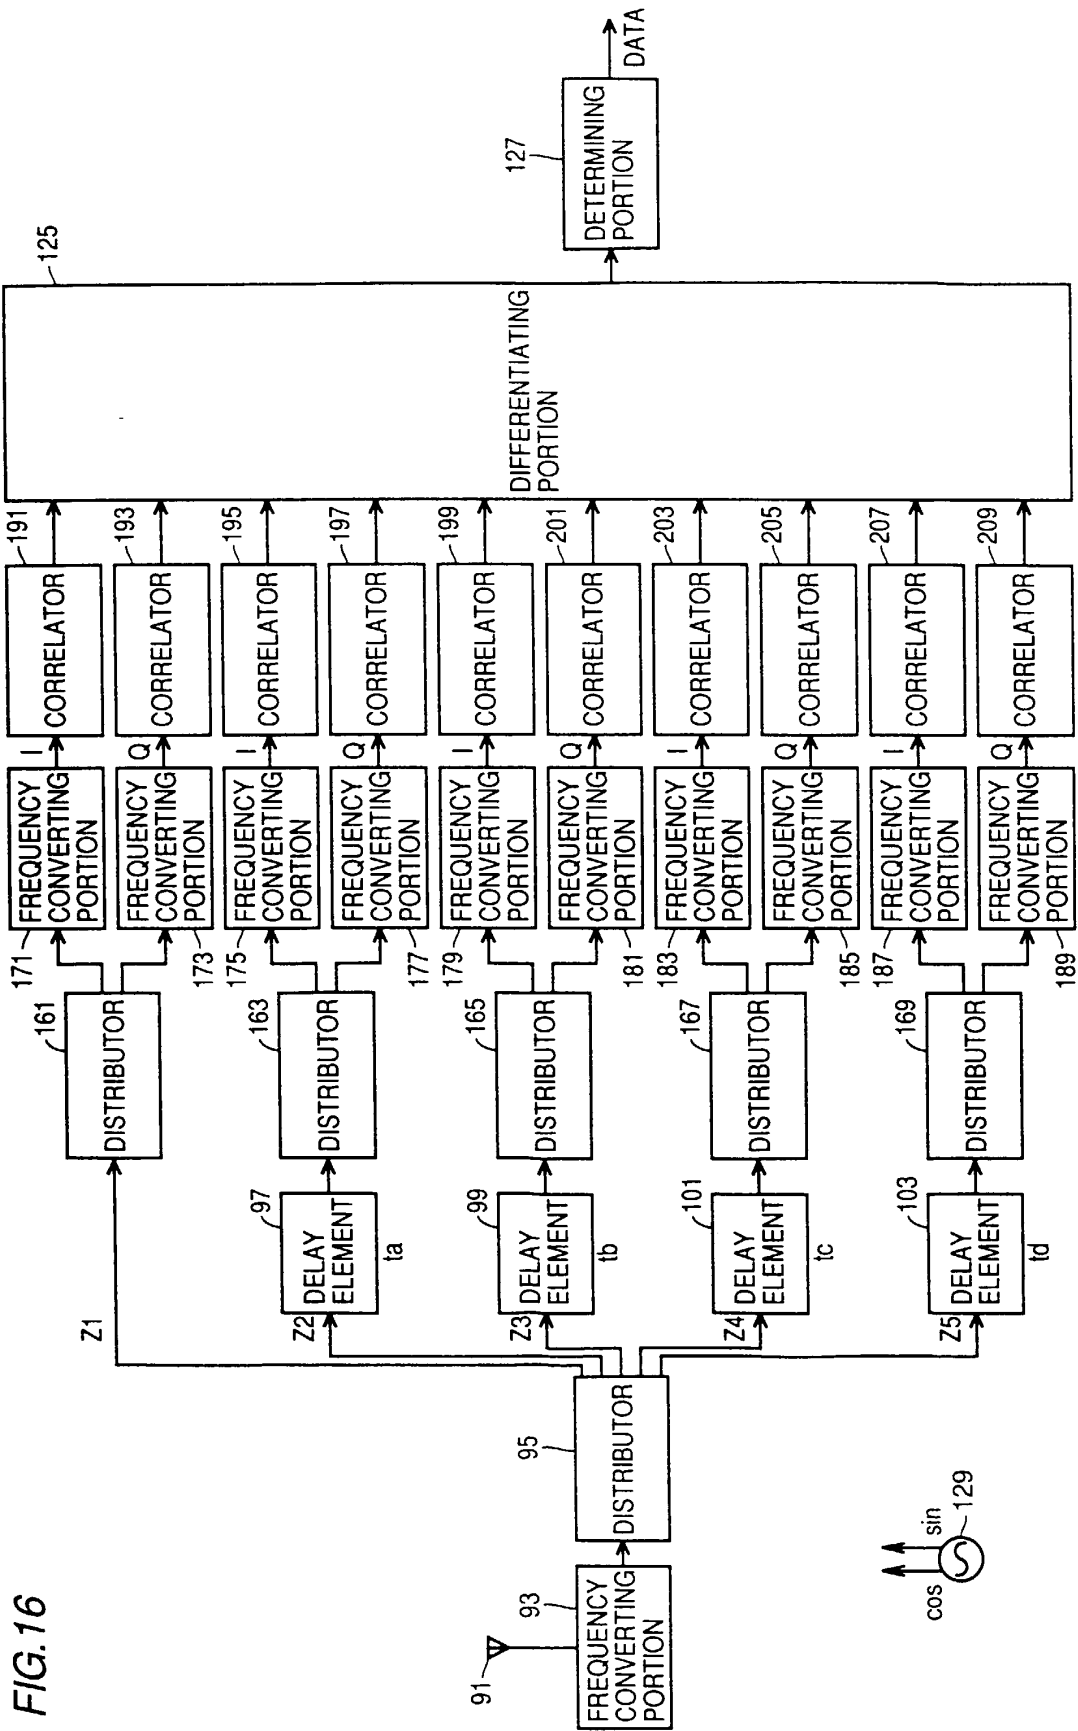 FIG.16
91
93
FREQUENCY
CONVERTING
PORTION
95
DISTRIBUTOR
cos
sin
129
Z1
Z2
Z3
Z4
Z5
97
DELAY
ELEMENT
ta
99
DELAY
ELEMENT
tb
101
DELAY
ELEMENT
tc
103
DELAY
ELEMENT
td
161
DISTRIBUTOR
163
DISTRIBUTOR
165
DISTRIBUTOR
167
DISTRIBUTOR
169
DISTRIBUTOR
171
FREQUENCY
CONVERTING
PORTION
173
FREQUENCY
CONVERTING
PORTION
175
FREQUENCY
CONVERTING
PORTION
177
FREQUENCY
CONVERTING
PORTION
179
FREQUENCY
CONVERTING
PORTION
181
FREQUENCY
CONVERTING
PORTION
183
FREQUENCY
CONVERTING
PORTION
185
FREQUENCY
CONVERTING
PORTION
187
FREQUENCY
CONVERTING
PORTION
189
FREQUENCY
CONVERTING
PORTION
I
Q
I
Q
I
Q
I
Q
I
Q
191
CORRELATOR
193
CORRELATOR
195
CORRELATOR
197
CORRELATOR
199
CORRELATOR
201
CORRELATOR
203
CORRELATOR
205
CORRELATOR
207
CORRELATOR
209
CORRELATOR
125
DIFFERENTIATING
PORTION
127
DETERMINING
PORTION
DATA